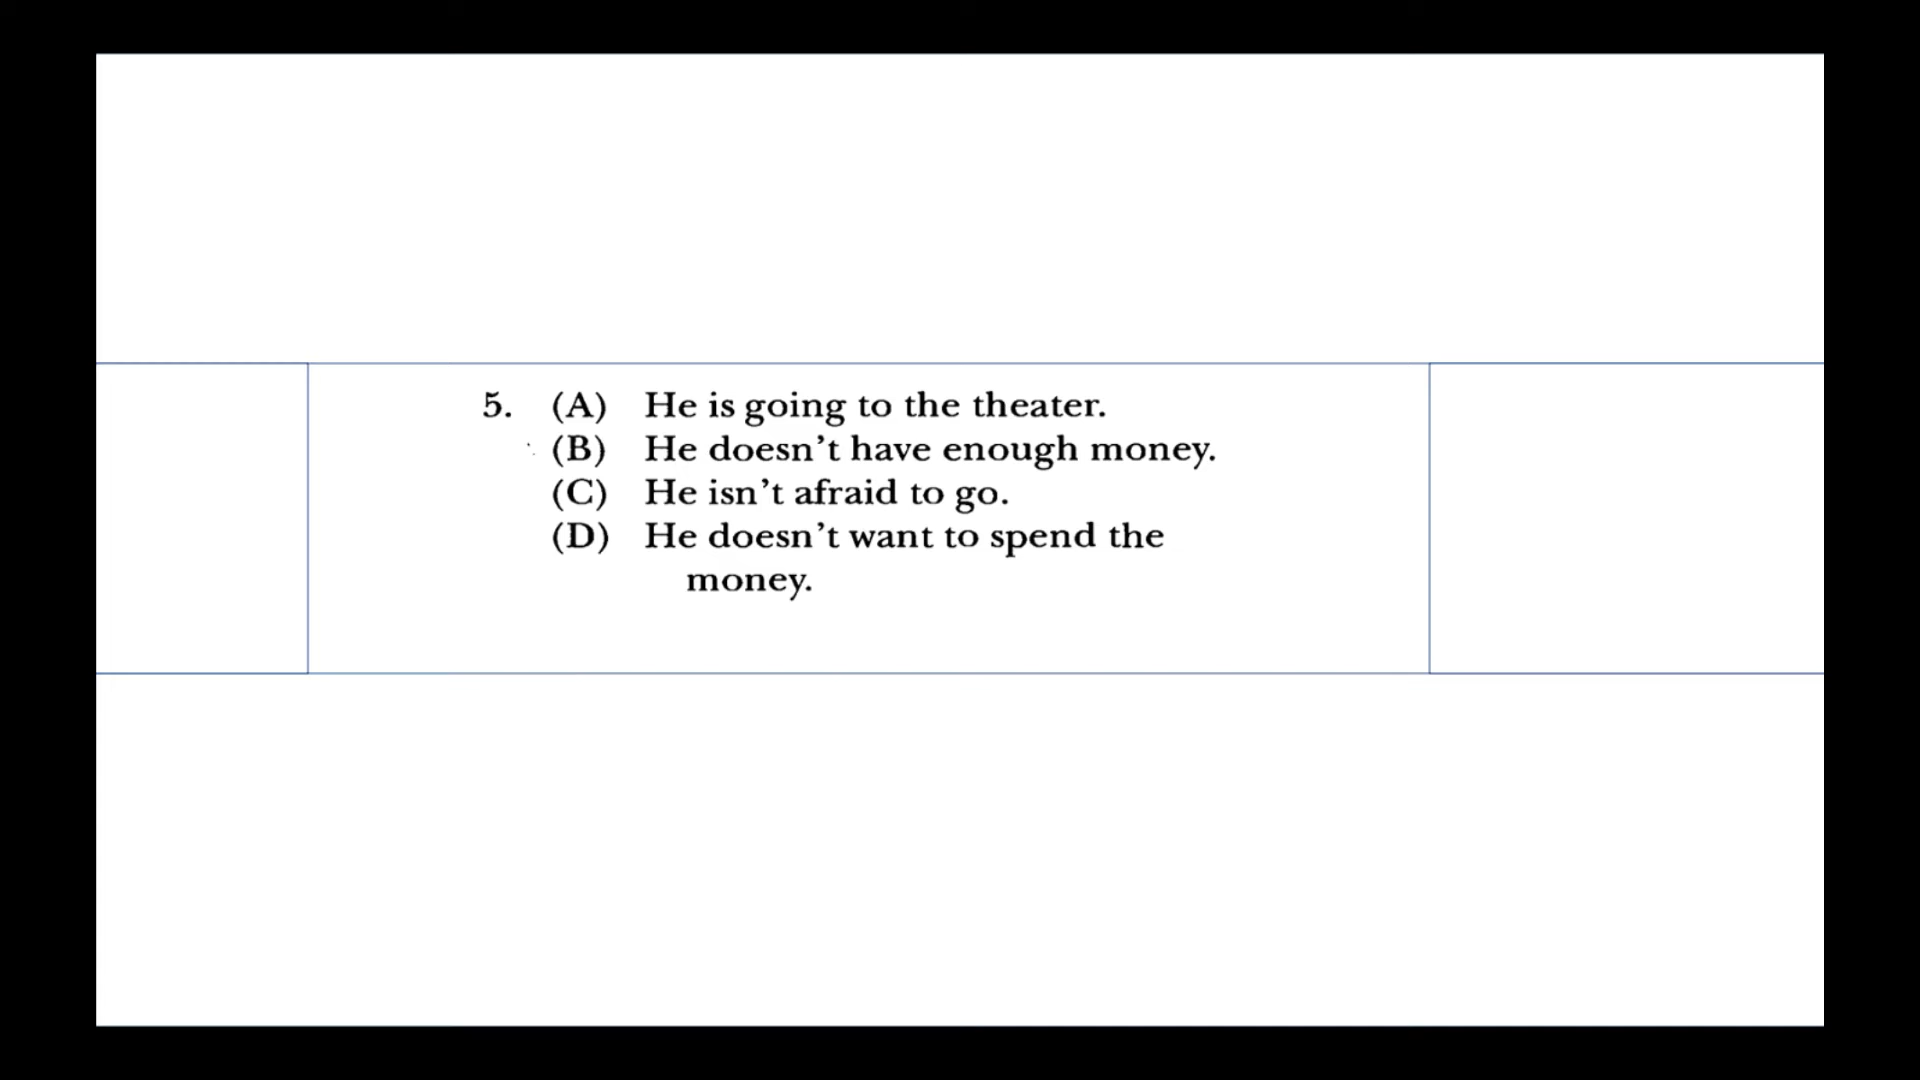 5. (A) He is going to the theater.
(B) He doesn't have enough money.
(C) He isn't afraid to go.
(D) He doesn't want to spend the
money.